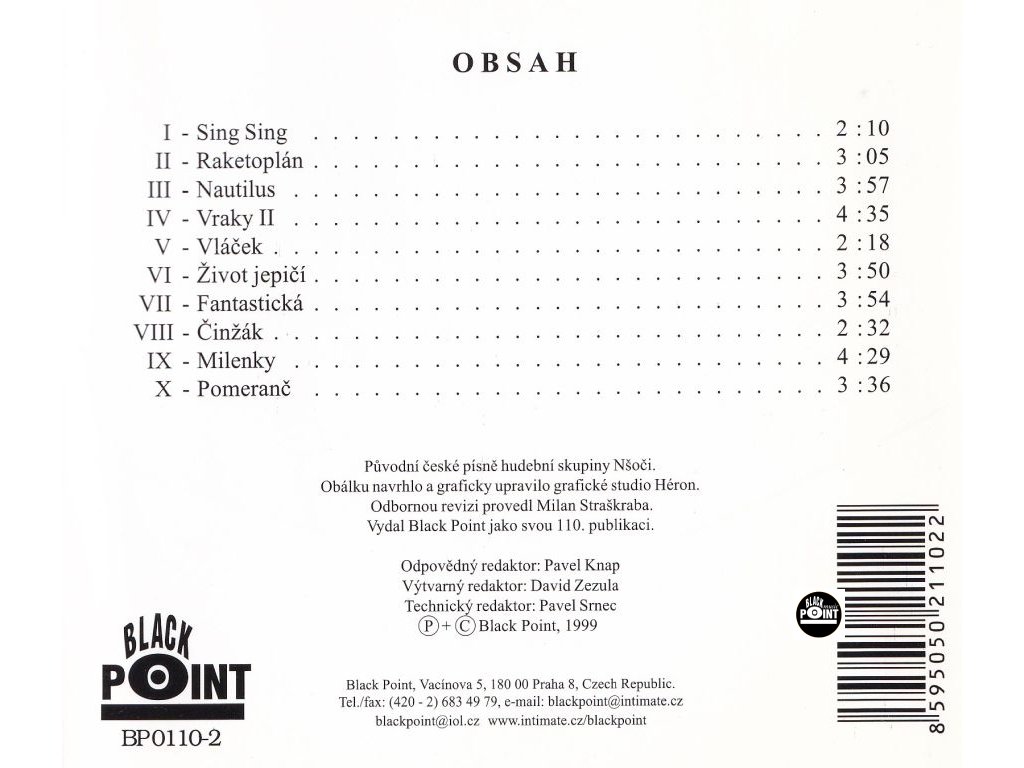 OBSAH
I - Sing Sing . . . . . . . . . . . . . . . . . . . . . . . . . . 2 :10
II - Raketoplán . . . . . . . . . . . . . . . . . . . . . . . . . . 3 :05
III - Nautilus . . . . . . . . . . . . . . . . . . . . . . . . . . . 3 :57
IV - Vraky II . . . . . . . . . . . . . . . . . . . . . . . . . . . 4 :35
V - Vláček . . . . . . . . . . . . . . . . . . . . . . . . . . . . 2 :18
VI - Život jepičí . . . . . . . . . . . . . . . . . . . . . . . . . . 3 :50
VII - Fantastická . . . . . . . . . . . . . . . . . . . . . . . . . . 3 :54
VIII - Činžák . . . . . . . . . . . . . . . . . . . . . . . . . . . . 2 :32
IX - Milenky . . . . . . . . . . . . . . . . . . . . . . . . . . . 4 :29
X - Pomeranč . . . . . . . . . . . . . . . . . . . . . . . . . . 3 :36
Původní české písně hudební skupiny Nšoči.
Obálku navrhlo a graficky upravilo grafické studio Héron.
Odbornou revizi provedl Milan Straškraba.
Vydal Black Point jako svou 110. publikaci.
Odpovědný redaktor: Pavel Knap
Výtvarný redaktor: David Zezula
Technický redaktor: Pavel Srnec
Ⓟ + Ⓒ Black Point, 1999
Black Point, Vacínova 5, 180 00 Praha 8, Czech Republic.
Tel./fax: (420 - 2) 683 49 79, e-mail: blackpoint@intimate.cz
blackpoint@iol.cz www.intimate.cz/blackpoint
BLACK
POINT
BP0110-2
BLACK music
POINT
8595050211022